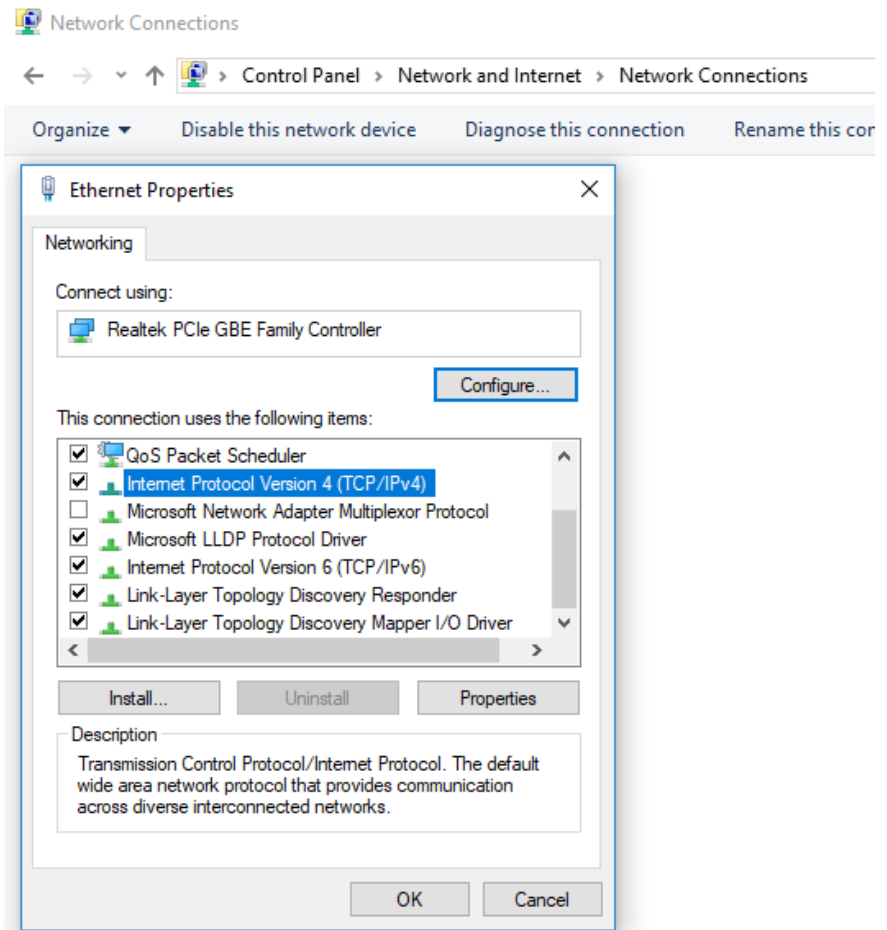 Network Connections
Control Panel > Network and Internet > Network Connections
Organize Disable this network device Diagnose this connection Rename this con
Ethernet Properties
Networking
Connect using:
Realtek PCIe GBE Family Controller
Configure...
This connection uses the following items:
QoS Packet Scheduler
Internet Protocol Version 4 (TCP/IPv4)
Microsoft Network Adapter Multiplexor Protocol
Microsoft LLDP Protocol Driver
Internet Protocol Version 6 (TCP/IPv6)
Link-Layer Topology Discovery Responder
Link-Layer Topology Discovery Mapper I/O Driver
Install... Uninstall Properties
Description
Transmission Control Protocol/Internet Protocol. The default
wide area network protocol that provides communication
across diverse interconnected networks.
OK Cancel